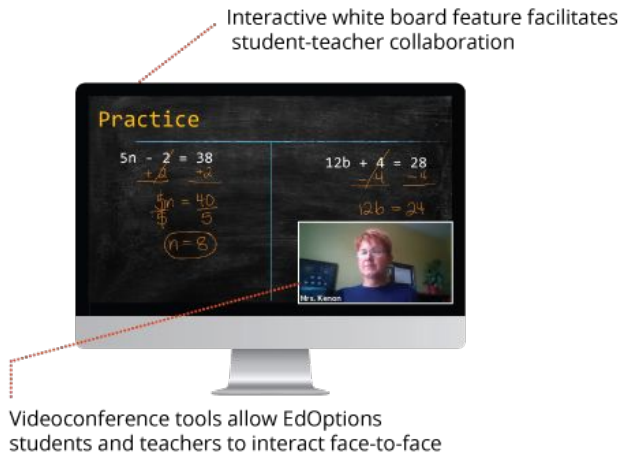 Interactive white board feature facilitates
student-teacher collaboration
Practice
5n - 2 = 38
+ 2 +2
5n = 40
5 5
n = 8
12b + 4 = 28
- 4 -4
12b = 24
Mrs. Kenon
Videoconference tools allow EdOptions
students and teachers to interact face-to-face